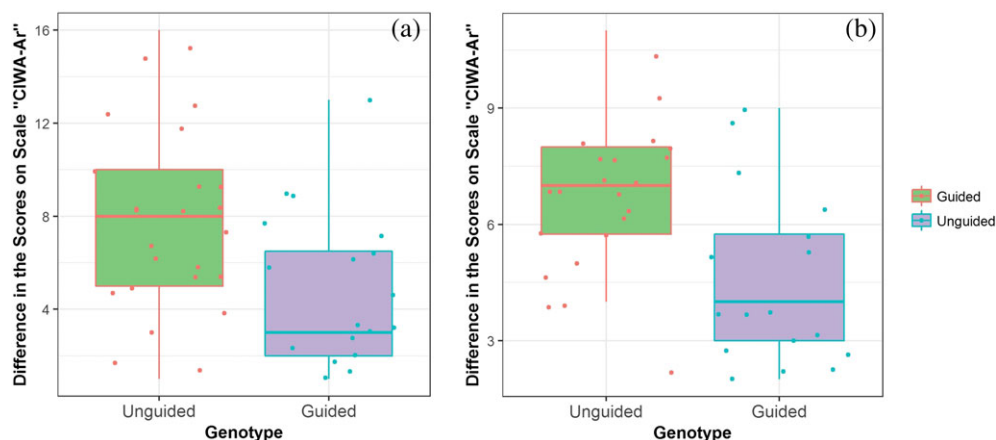 (a)
Difference in the Scores on Scale "CIWA-Ar"
16
12
8
4
Unguided Guided
Genotype
(b)
Difference in the Scores on Scale "CIWA-Ar"
9
6
3
Unguided Guided
Genotype
Guided
Unguided